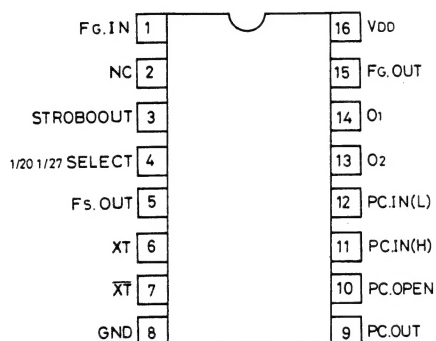 FG.IN 1
NC 2
STROBOOUT 3
1/20 1/27 SELECT 4
FS.OUT 5
XT 6
X̅T̅ 7
GND 8
16 VDD
15 FG.OUT
14 O1
13 O2
12 PC.IN(L)
11 PC.IN(H)
10 PC.OPEN
9 PC.OUT